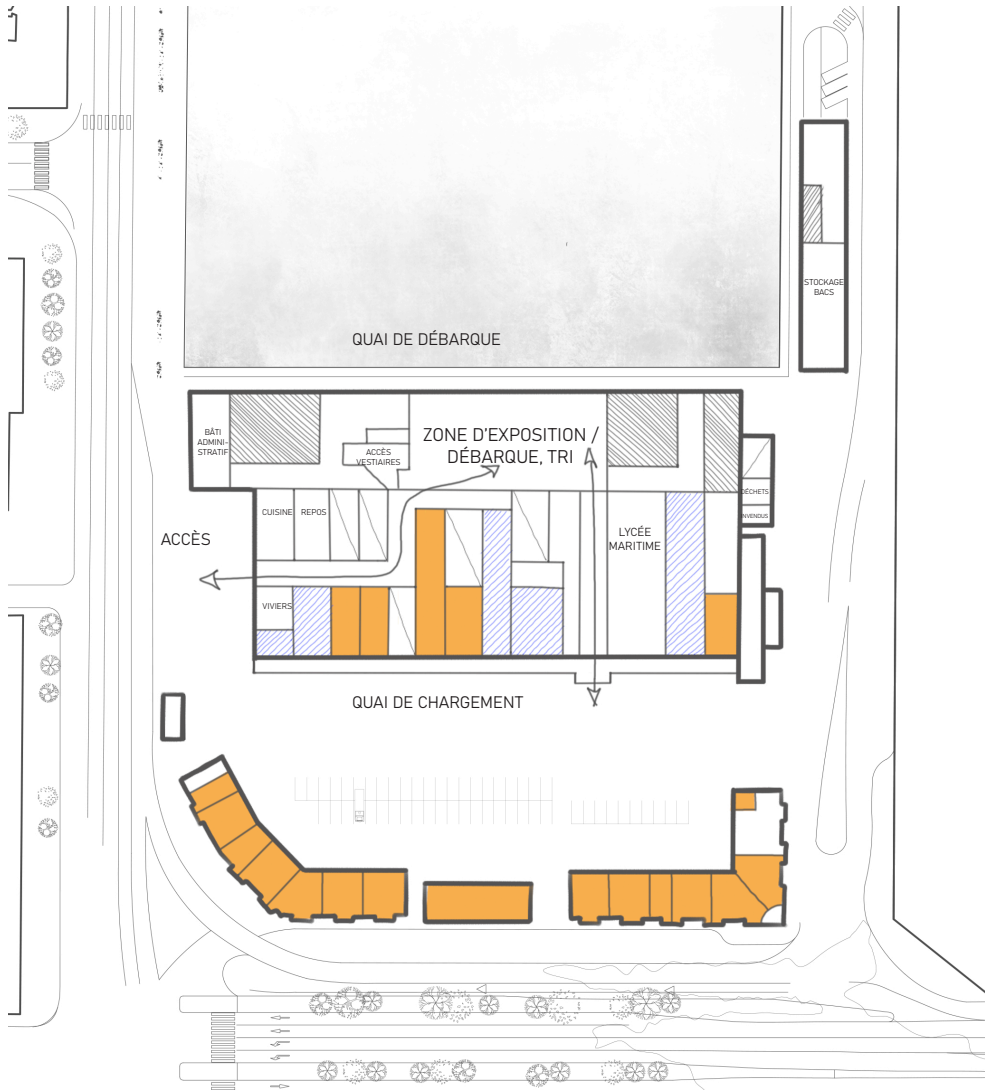 STOCKAGE
BACS
QUAI DE DÉBARQUE
BÂTI
ADMINI-
STRATIF
ACCÈS
VESTIAIRES
ZONE D'EXPOSITION /
DÉBARQUE, TRI
DÉCHETS
INVENDUS
CUISINE
REPOS
LYCÉE
MARITIME
ACCÈS
VIVIERS
QUAI DE CHARGEMENT